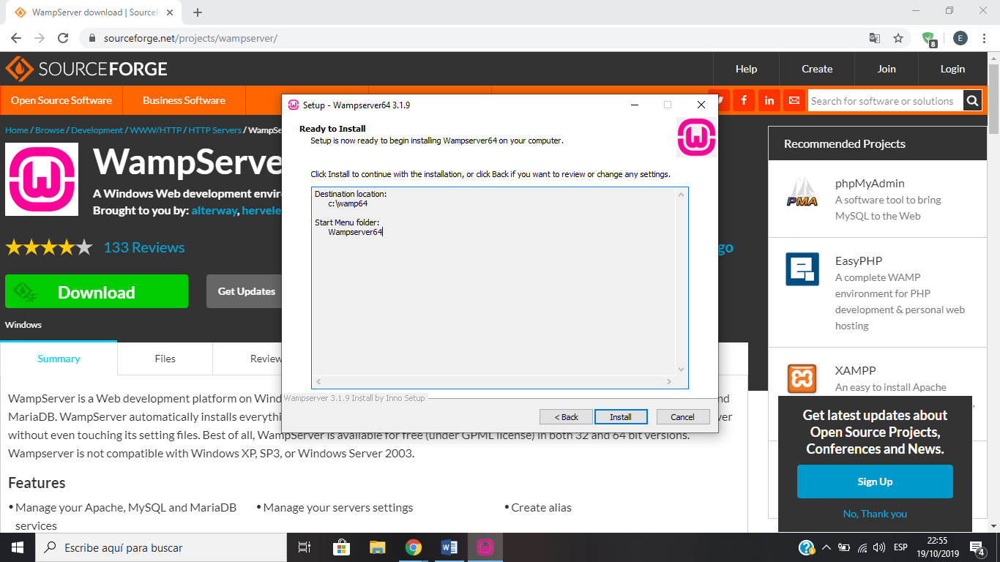 WampServer download | SourceF
sourceforge.net/projects/wampserver/
8
E
SOURCEFORGE
Help
Create
Join
Login
Open Source Software
Business Software
Search for software or solutions
Home / Browse / Development / WWW/HTTP / HTTP Servers / WampSe
WampServe
A Windows Web development envir
Brought to you by: alterway, hervele
133 Reviews
go
SF
Download
Get Updates
Windows
Summary
Files
Review
WampServer is a Web development platform on Wind
nd
MariaDB. WampServer automatically installs everythi
ver
without even touching its setting files. Best of all, WampServer is available for free (under GPML license) in both 32 and 64 bit versions.
Wampserver is not compatible with Windows XP, SP3, or Windows Server 2003.
Features
• Manage your Apache, MySQL and MariaDB
services
• Manage your servers settings
• Create alias
Setup - Wampserver64 3.1.9
Ready to Install
Setup is now ready to begin installing Wampserver64 on your computer.
Click Install to continue with the installation, or click Back if you want to review or change any settings.
Destination location:
c:\wamp64
Start Menu folder:
Wampserver64
Wampserver 3.1.9 Install by Inno Setup
< Back
Install
Cancel
Recommended Projects
PMA
phpMyAdmin
A software tool to bring
MySQL to the Web
EasyPHP
A complete WAMP
environment for PHP
development & personal web
hosting
XAMPP
An easy to install Apache
Get latest updates about
Open Source Projects,
Conferences and News.
Sign Up
No, Thank you
Escribe aquí para buscar
ESP
22:55
19/10/2019
4